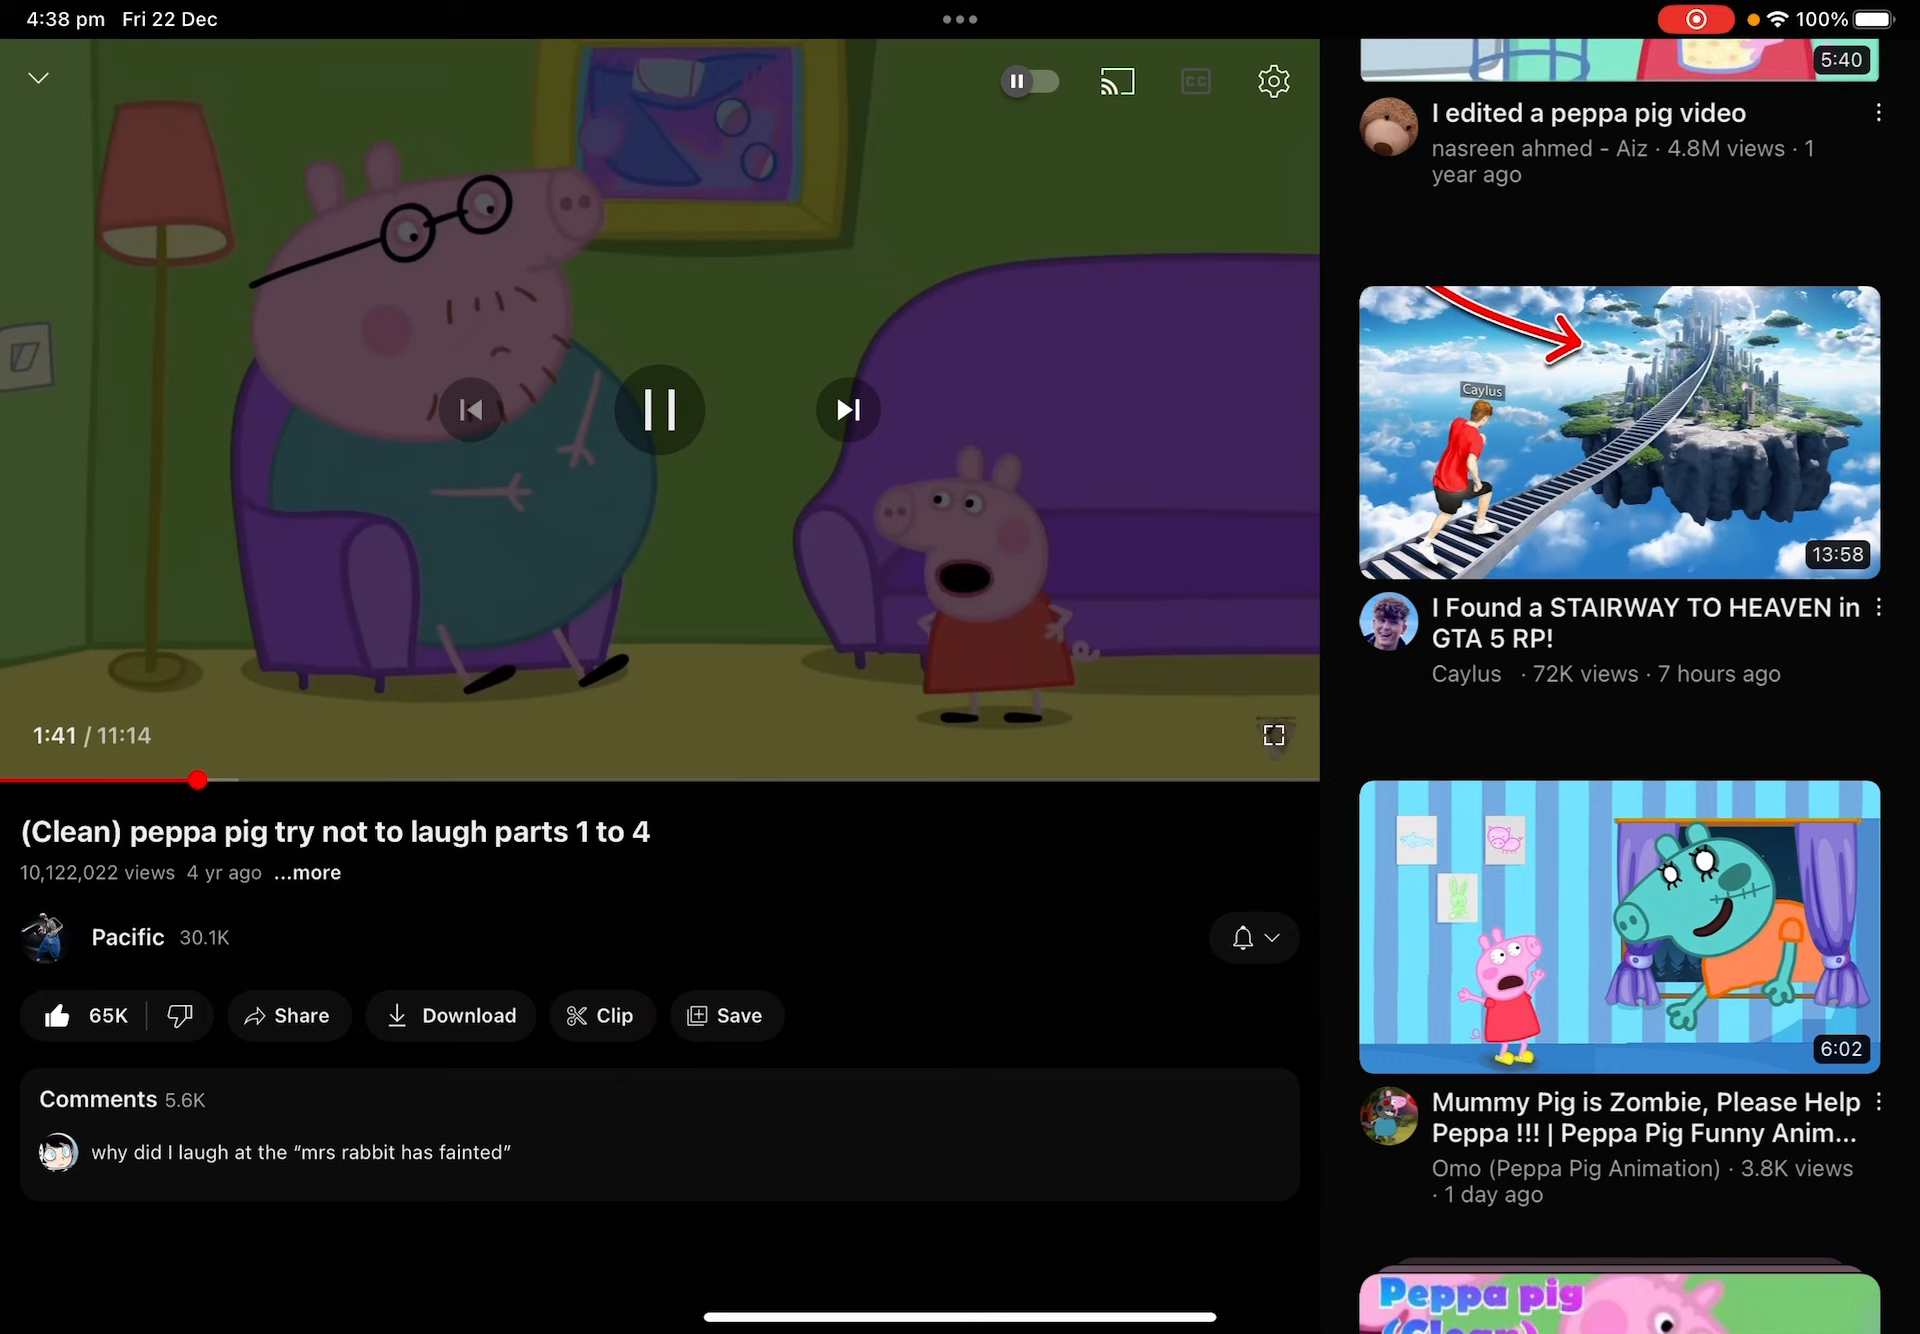 4:38 pm Fri 22 Dec
100%
CC
1:41 / 11:14
(Clean) peppa pig try not to laugh parts 1 to 4
10,122,022 views 4 yr ago ...more
Pacific 30.1K
65K Share Download Clip Save
Comments 5.6K
why did I laugh at the “mrs rabbit has fainted”
5:40
I edited a peppa pig video
nasreen ahmed - Aiz · 4.8M views · 1
year ago
Caylus
13:58
I Found a STAIRWAY TO HEAVEN in
GTA 5 RP!
Caylus · 72K views · 7 hours ago
6:02
Mummy Pig is Zombie, Please Help
Peppa !!! | Peppa Pig Funny Anim...
Omo (Peppa Pig Animation) · 3.8K views
· 1 day ago
Peppa pig
(Clean)